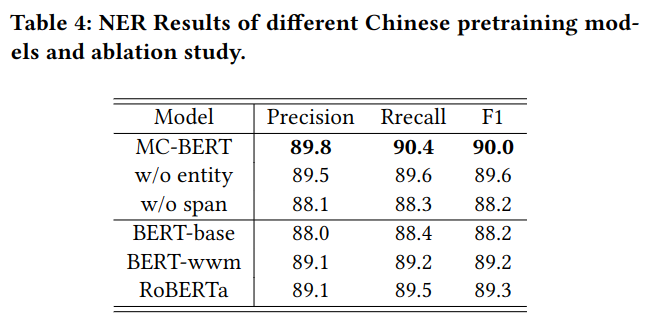 Table 4: NER Results of different Chinese pretraining mod-
els and ablation study.
Model Precision Rrecall F1
MC-BERT 89.8 90.4 90.0
w/o entity 89.5 89.6 89.6
w/o span 88.1 88.3 88.2
BERT-base 88.0 88.4 88.2
BERT-wwm 89.1 89.2 89.2
RoBERTa 89.1 89.5 89.3